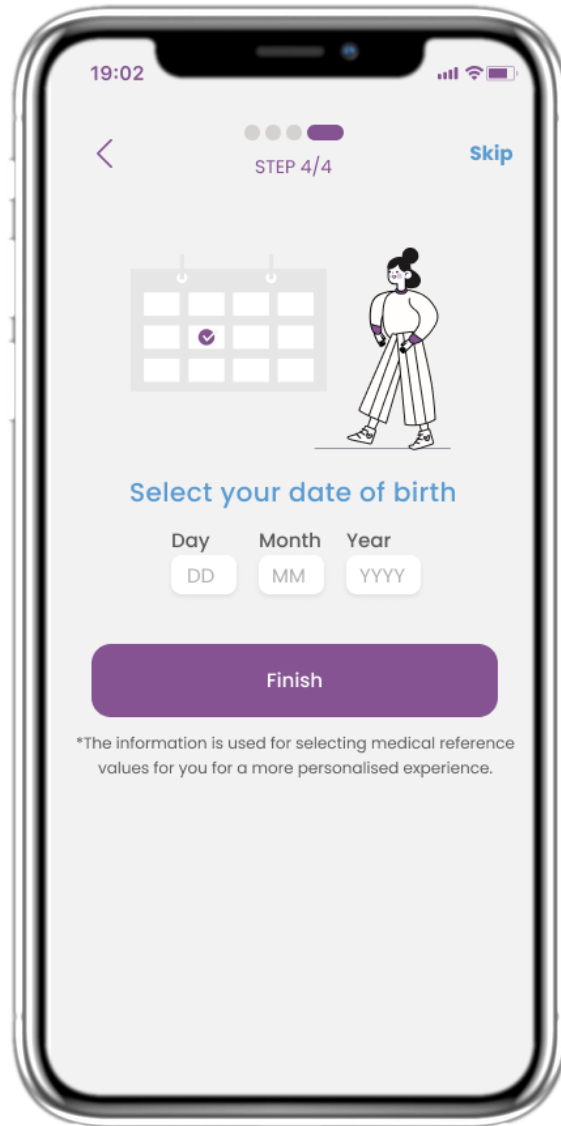 19:02
STEP 4/4
Skip
Select your date of birth
Day Month Year
DD MM YYYY
Finish
*The information is used for selecting medical reference
values for you for a more personalised experience.